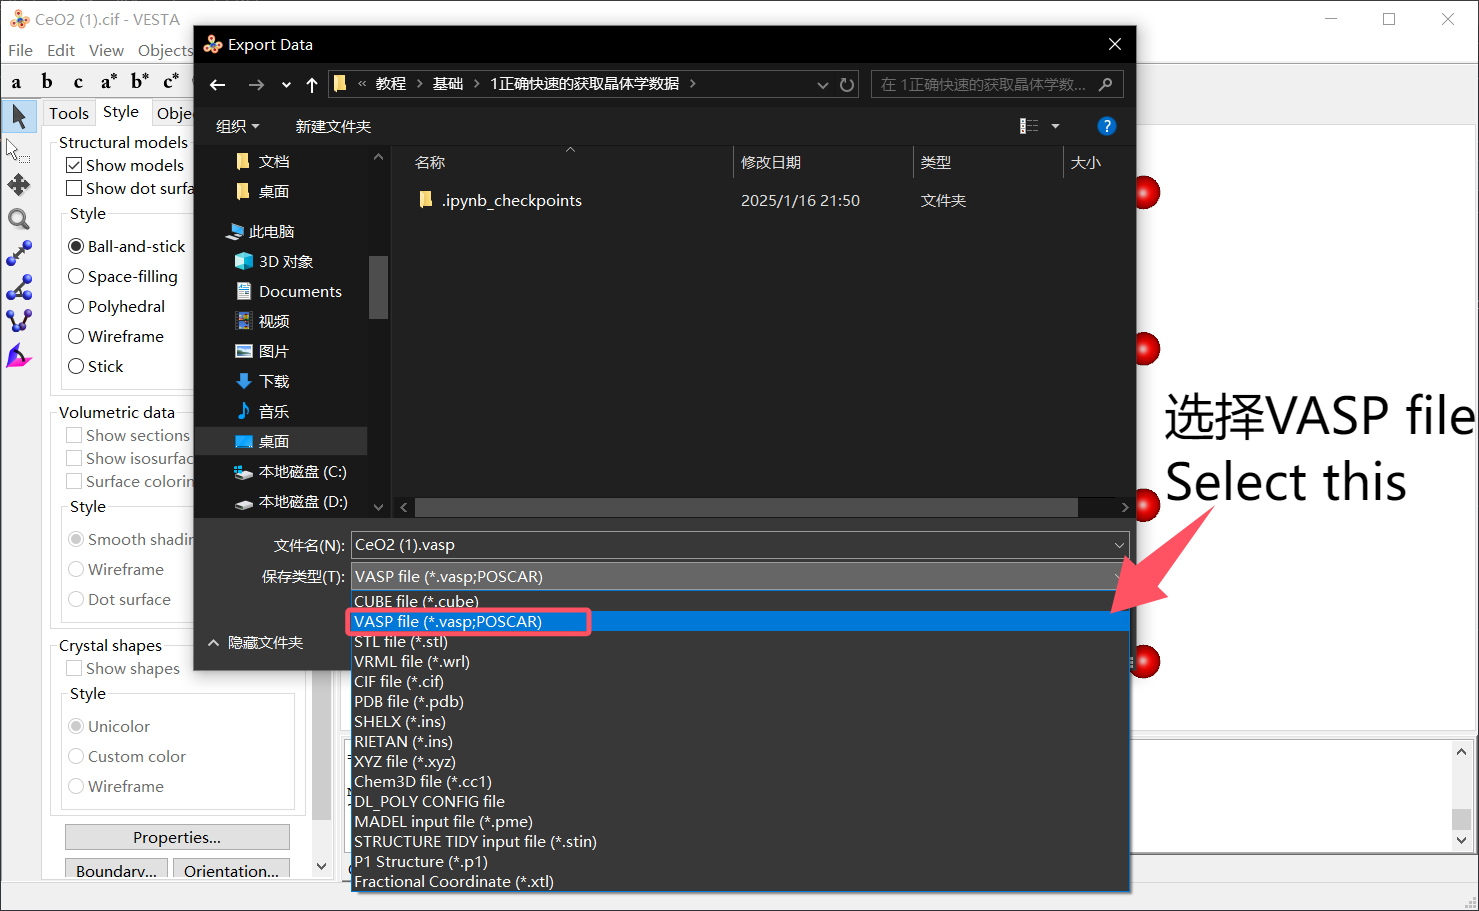 CeO2 (1).cif - VESTA
File Edit View Objects
a b c a* b* c*
Tools Style Obje
Structural models
Show models
Show dot surfa
Style
Ball-and-stick
Space-filling
Polyhedral
Wireframe
Stick
Volumetric data
Show sections
Show isosurfac
Surface colorin
Style
Smooth shadin
Wireframe
Dot surface
Crystal shapes
Show shapes
Style
Unicolor
Custom color
Wireframe
Properties...
Boundary... Orientation...
Export Data
« 教程 › 基础 › 1正确快速的获取晶体学数据 ›
在 1正确快速的获取晶体学数...
组织 新建文件夹
文档
桌面
此电脑
3D 对象
Documents
视频
图片
下载
音乐
桌面
本地磁盘 (C:)
本地磁盘 (D:)
名称 修改日期 类型 大小
.ipynb_checkpoints 2025/1/16 21:50 文件夹
文件名(N): CeO2 (1).vasp
保存类型(T): VASP file (*.vasp;POSCAR)
隐藏文件夹
CUBE file (*.cube)
VASP file (*.vasp;POSCAR)
STL file (*.stl)
VRML file (*.wrl)
CIF file (*.cif)
PDB file (*.pdb)
SHELX (*.ins)
RIETAN (*.ins)
XYZ file (*.xyz)
Chem3D file (*.cc1)
DL_POLY CONFIG file
MADEL input file (*.pme)
STRUCTURE TIDY input file (*.stin)
P1 Structure (*.p1)
Fractional Coordinate (*.xtl)
选择VASP file
Select this